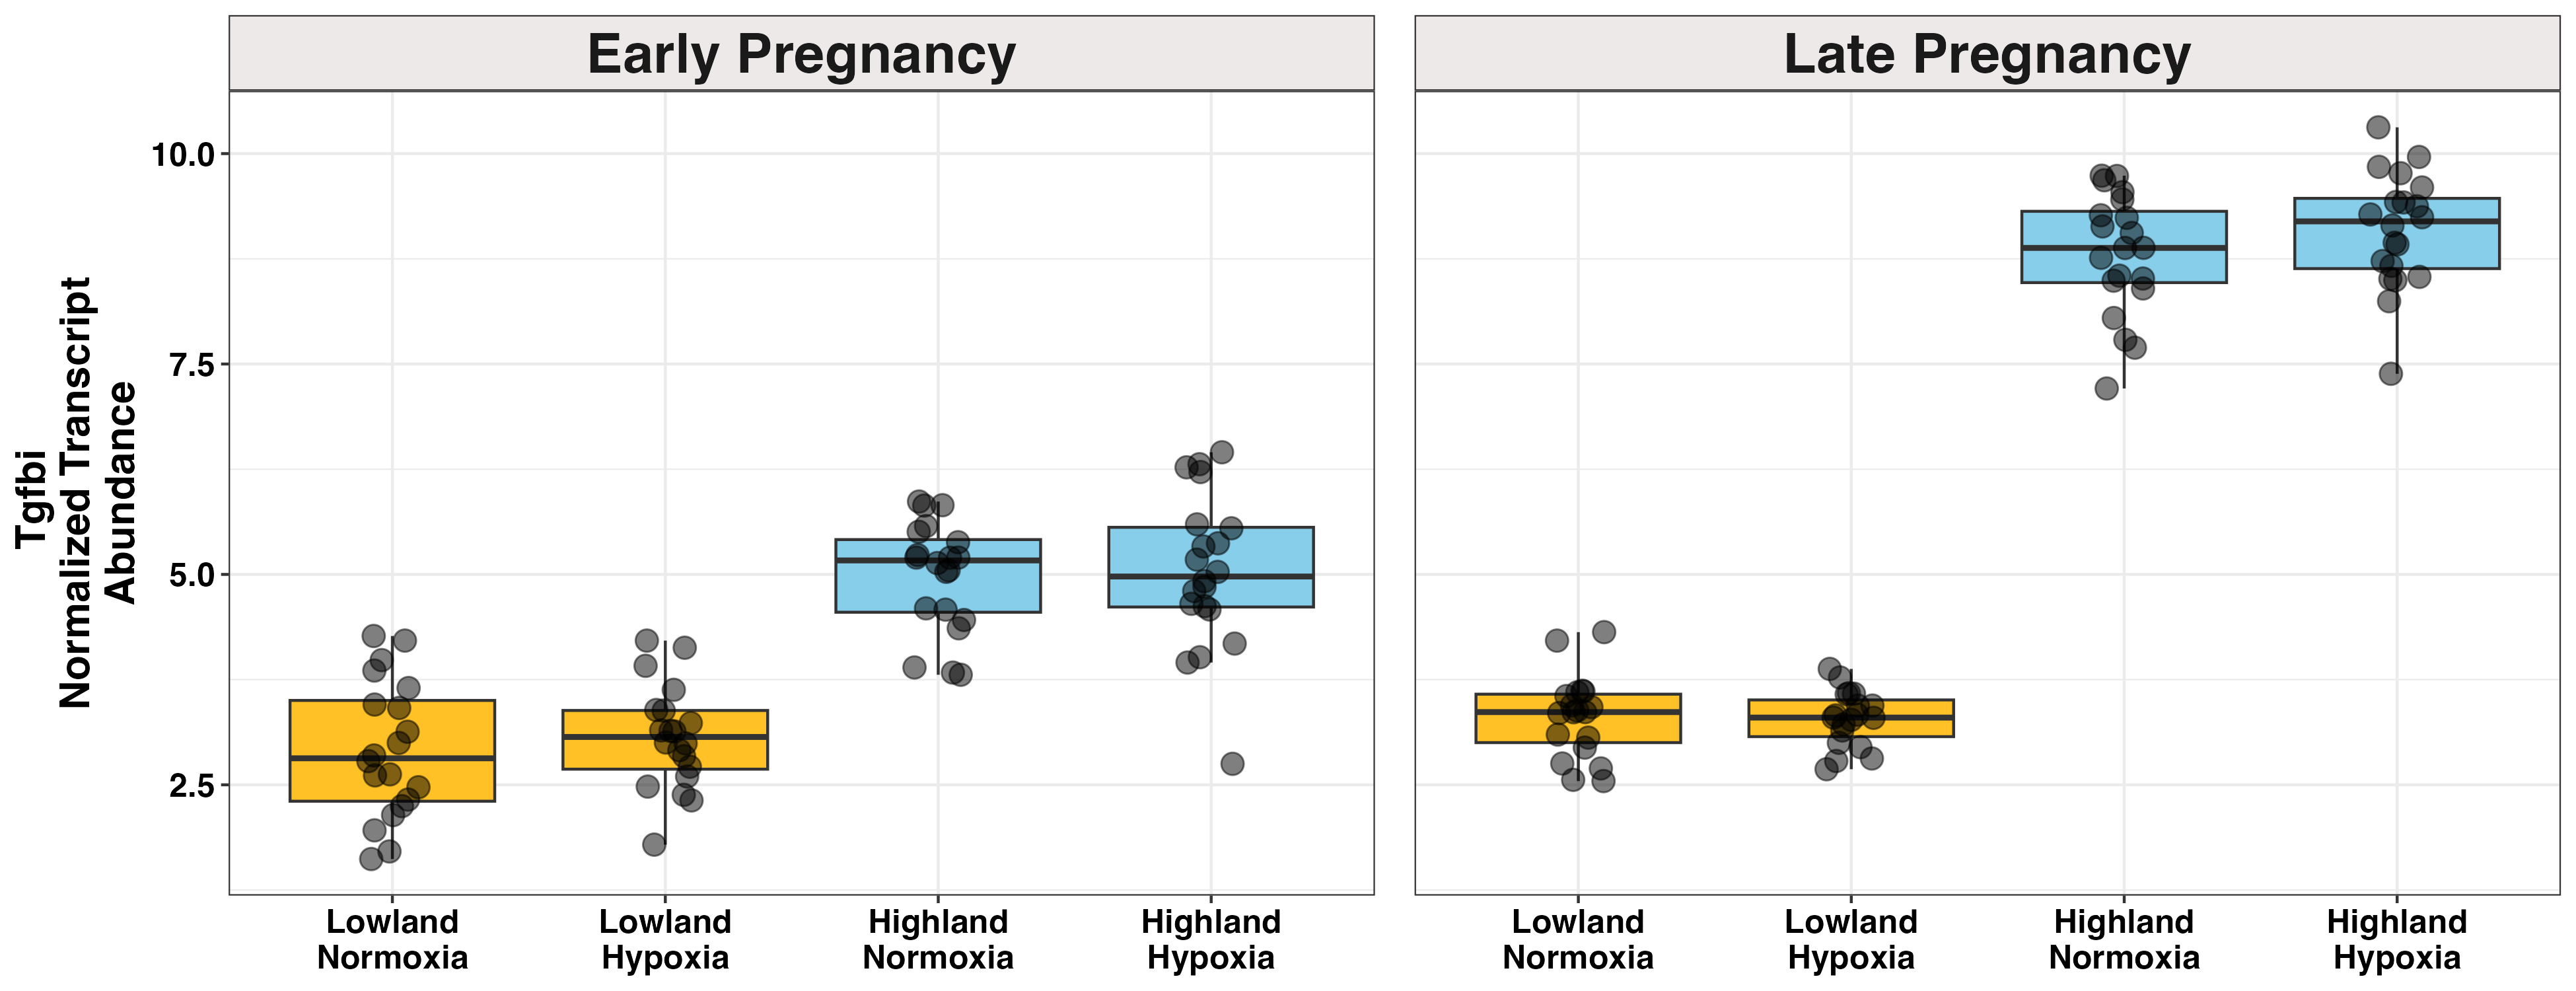 Early Pregnancy
Late Pregnancy
Tgfbi
Normalized Transcript
Abundance
10.0
7.5
5.0
2.5
Lowland
Normoxia
Lowland
Hypoxia
Highland
Normoxia
Highland
Hypoxia
Lowland
Normoxia
Lowland
Hypoxia
Highland
Normoxia
Highland
Hypoxia